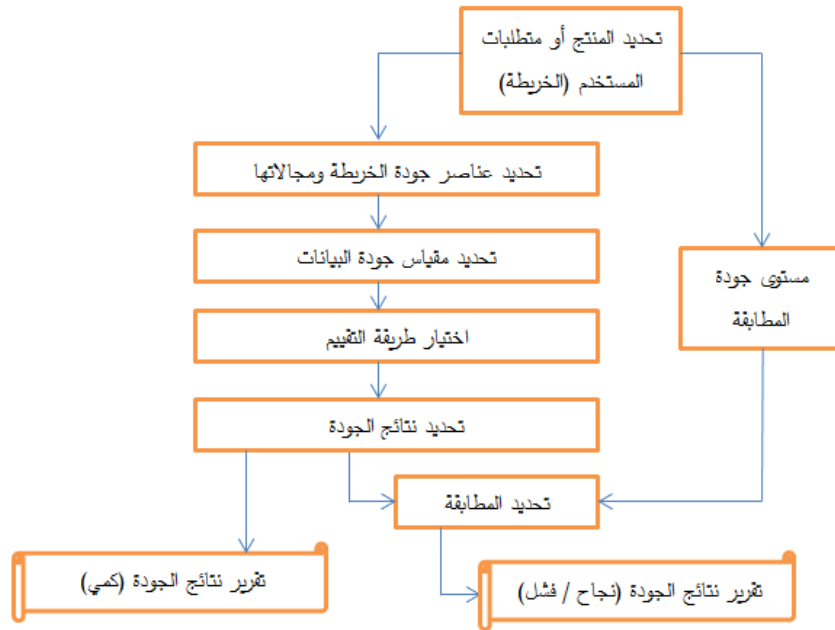 تحديد المنتج أو متطلبات
المستخدم (الخريطة)
تحديد عناصر جودة الخريطة ومجالاتها
تحديد مقياس جودة البيانات
مستوى جودة
المطابقة
اختيار طريقة التقييم
تحديد نتائج الجودة
تحديد المطابقة
تقرير نتائج الجودة (كمي)
تقرير نتائج الجودة (نجاح / فشل)